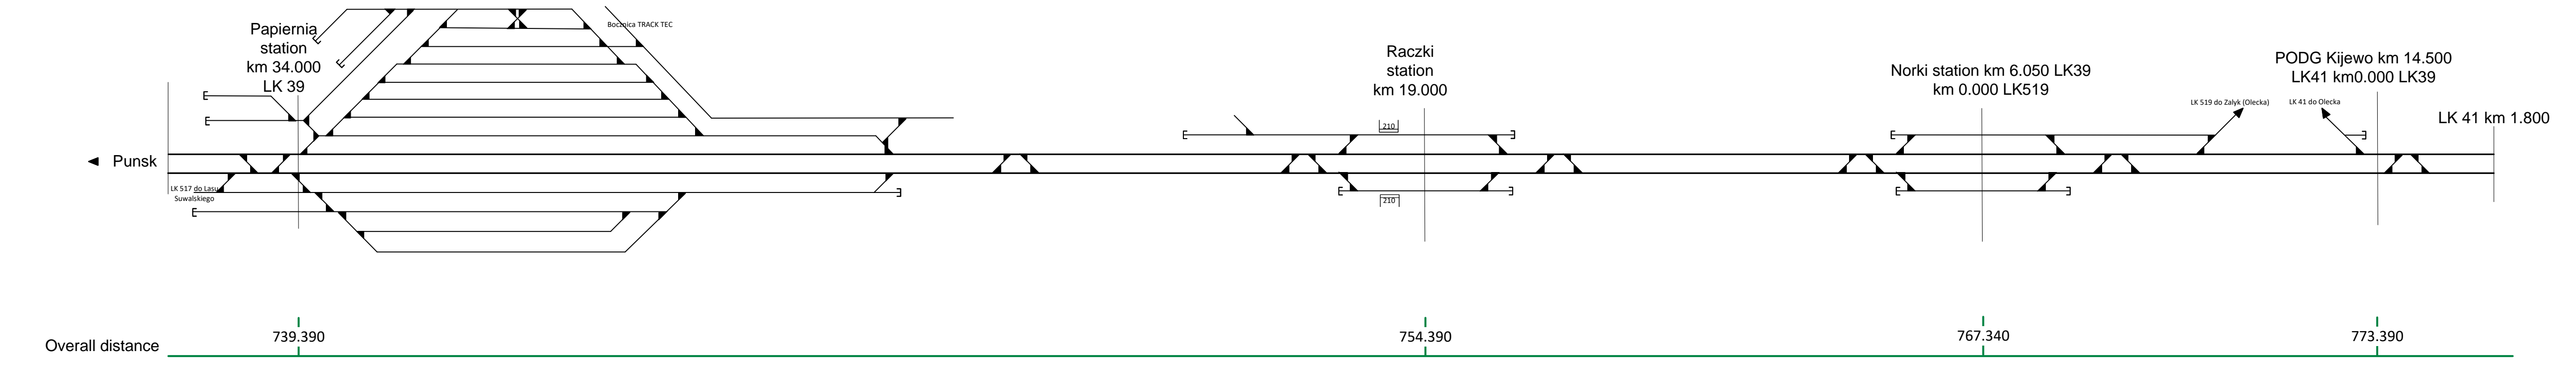 Papiernia
station
km 34.000
LK 39
Bocznica TRACK TEC
Raczki
station
km 19.000
Norki station km 6.050 LK39
km 0.000 LK519
PODG Kijewo km 14.500
LK41 km0.000 LK39
LK 519 do Zalyk (Olecka)
LK 41 do Olecka
LK 41 km 1.800
210
Punsk
LK 517 do Lasu
Suwalskiego
210
739.390
754.390
767.340
773.390
Overall distance